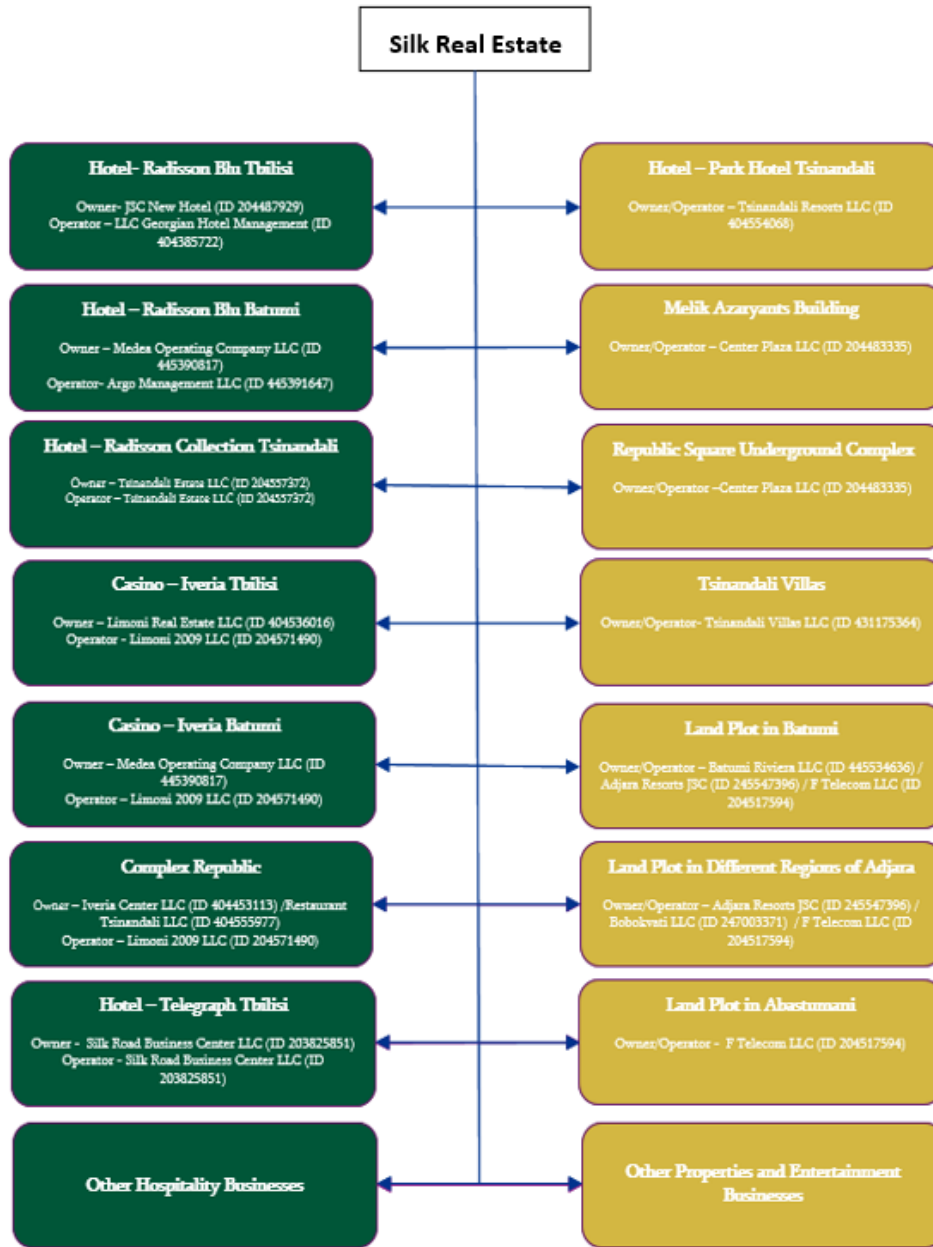 Silk Real Estate
Hotel- Radisson Blu Tbilisi
Owner- JSC New Hotel (ID 204487929)
Operator – LLC Georgian Hotel Management (ID
404385722)
Hotel – Park Hotel Tsinandali
Owner/Operator – Tsinandali Resorts LLC (ID
404554068)
Hotel – Radisson Blu Batumi
Owner – Medea Operating Company LLC (ID
445390817)
Operator- Argo Management LLC (ID 445391647)
Melik Azaryants Building
Owner/Operator – Center Plaza LLC (ID 204483335)
Hotel – Radisson Collection Tsinandali
Owner – Tsinandali Estate LLC (ID 204557372)
Operator – Tsinandali Estate LLC (ID 204557372)
Republic Square Underground Complex
Owner/Operator –Center Plaza LLC (ID 204483335)
Casino – Iveria Tbilisi
Owner – Limoni Real Estate LLC (ID 404536016)
Operator - Limoni 2009 LLC (ID 204571490)
Tsinandali Villas
Owner/Operator- Tsinandali Villas LLC (ID 431175364)
Casino – Iveria Batumi
Owner – Medea Operating Company LLC (ID
445390817)
Operator – Limoni 2009 LLC (ID 204571490)
Land Plot in Batumi
Owner/Operator – Batumi Riviera LLC (ID 445534636) /
Adjara Resorts JSC (ID 245547396) / F Telecom LLC (ID
204517594)
Complex Republic
Owner – Iveria Center LLC (ID 404453113) /Restaurant
Tsinandali LLC (ID 404555977)
Operator – Limoni 2009 LLC (ID 204571490)
Land Plot in Different Regions of Adjara
Owner/Operator – Adjara Resorts JSC (ID 245547396) /
Bobokvati LLC (ID 247003371) / F Telecom LLC (ID
204517594)
Hotel – Telegraph Tbilisi
Owner - Silk Road Business Center LLC (ID 203825851)
Operator - Silk Road Business Center LLC (ID
203825851)
Land Plot in Abastumani
Owner/Operator - F Telecom LLC (ID 204517594)
Other Hospitality Businesses
Other Properties and Entertainment
Businesses